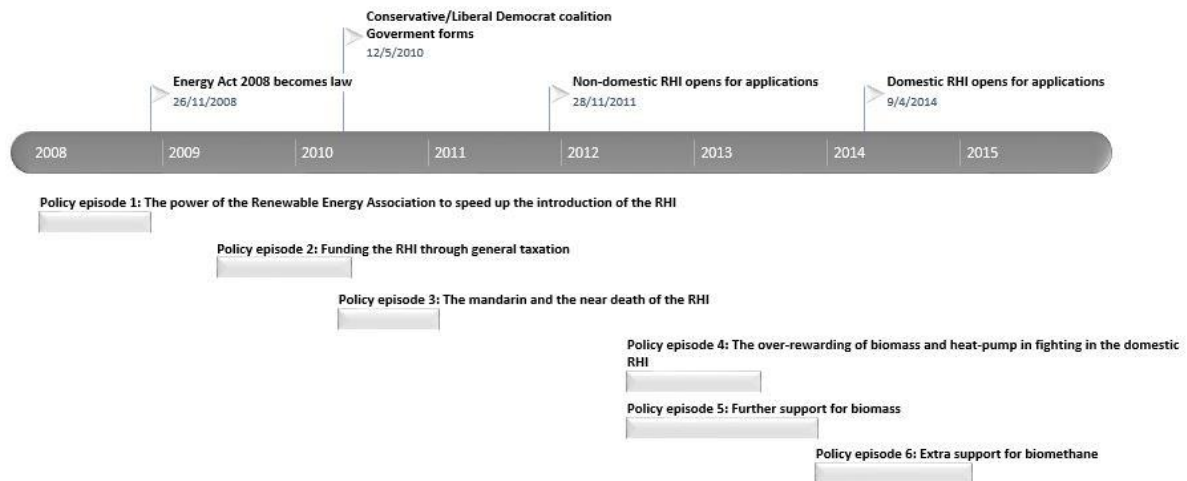 Conservative/Liberal Democrat coalition
Goverment forms
12/5/2010
Energy Act 2008 becomes law
26/11/2008
Non-domestic RHI opens for applications
28/11/2011
Domestic RHI opens for applications
9/4/2014
2008 2009 2010 2011 2012 2013 2014 2015
Policy episode 1: The power of the Renewable Energy Association to speed up the introduction of the RHI
Policy episode 2: Funding the RHI through general taxation
Policy episode 3: The mandarin and the near death of the RHI
Policy episode 4: The over-rewarding of biomass and heat-pump in fighting in the domestic
RHI
Policy episode 5: Further support for biomass
Policy episode 6: Extra support for biomethane